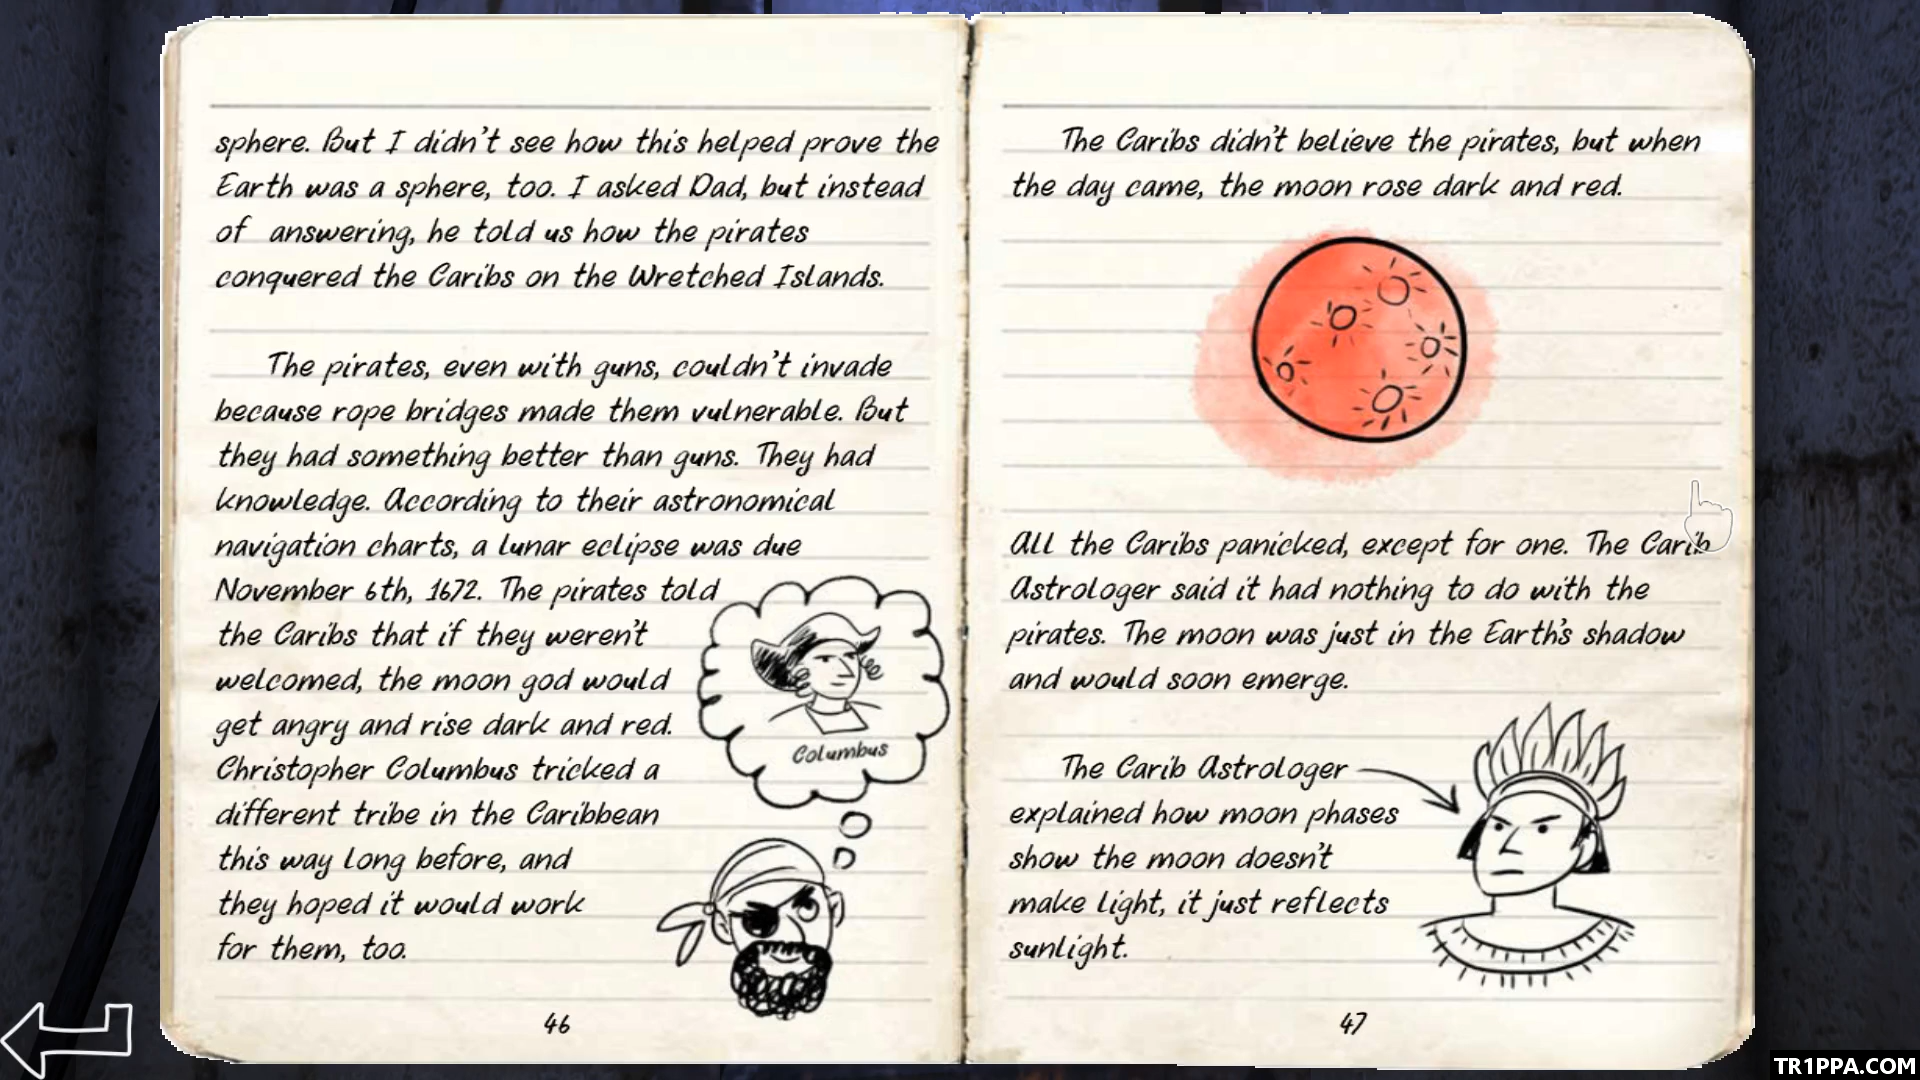 sphere. But I didn't see how this helped prove the
Earth was a sphere, too. I asked Dad, but instead
of answering, he told us how the pirates
conquered the Caribs on the Wretched Islands.
The pirates, even with guns, couldn't invade
because rope bridges made them vulnerable. But
they had something better than guns. They had
knowledge. According to their astronomical
navigation charts, a lunar eclipse was due
November 6th, 1672. The pirates told
the Caribs that if they weren't
welcomed, the moon god would
get angry and rise dark and red.
Christopher Columbus tricked a
different tribe in the Caribbean
this way long before, and
they hoped it would work
for them, too.
Columbus
46
The Caribs didn't believe the pirates, but when
the day came, the moon rose dark and red.
All the Caribs panicked, except for one. The Carib
Astrologer said it had nothing to do with the
pirates. The moon was just in the Earth's shadow
and would soon emerge.
The Carib Astrologer
explained how moon phases
show the moon doesn't
make light, it just reflects
sunlight.
47
TR1PPA.COM